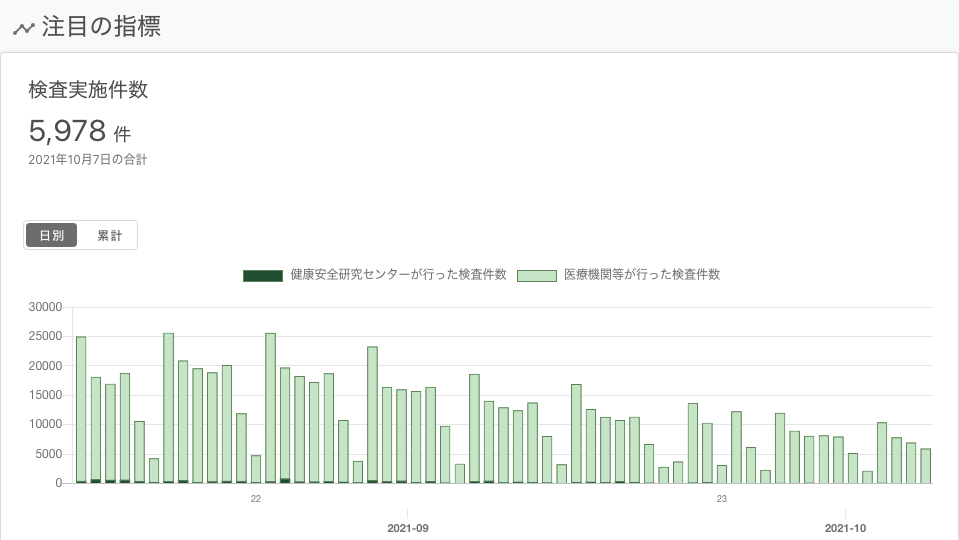 注目の指標
検査実施件数
5,978 件
2021年10月7日の合計
日別 累計
健康安全研究センターが行った検査件数 医療機関等が行った検査件数
30000
25000
20000
15000
10000
5000
0
22 23
2021-09 2021-10